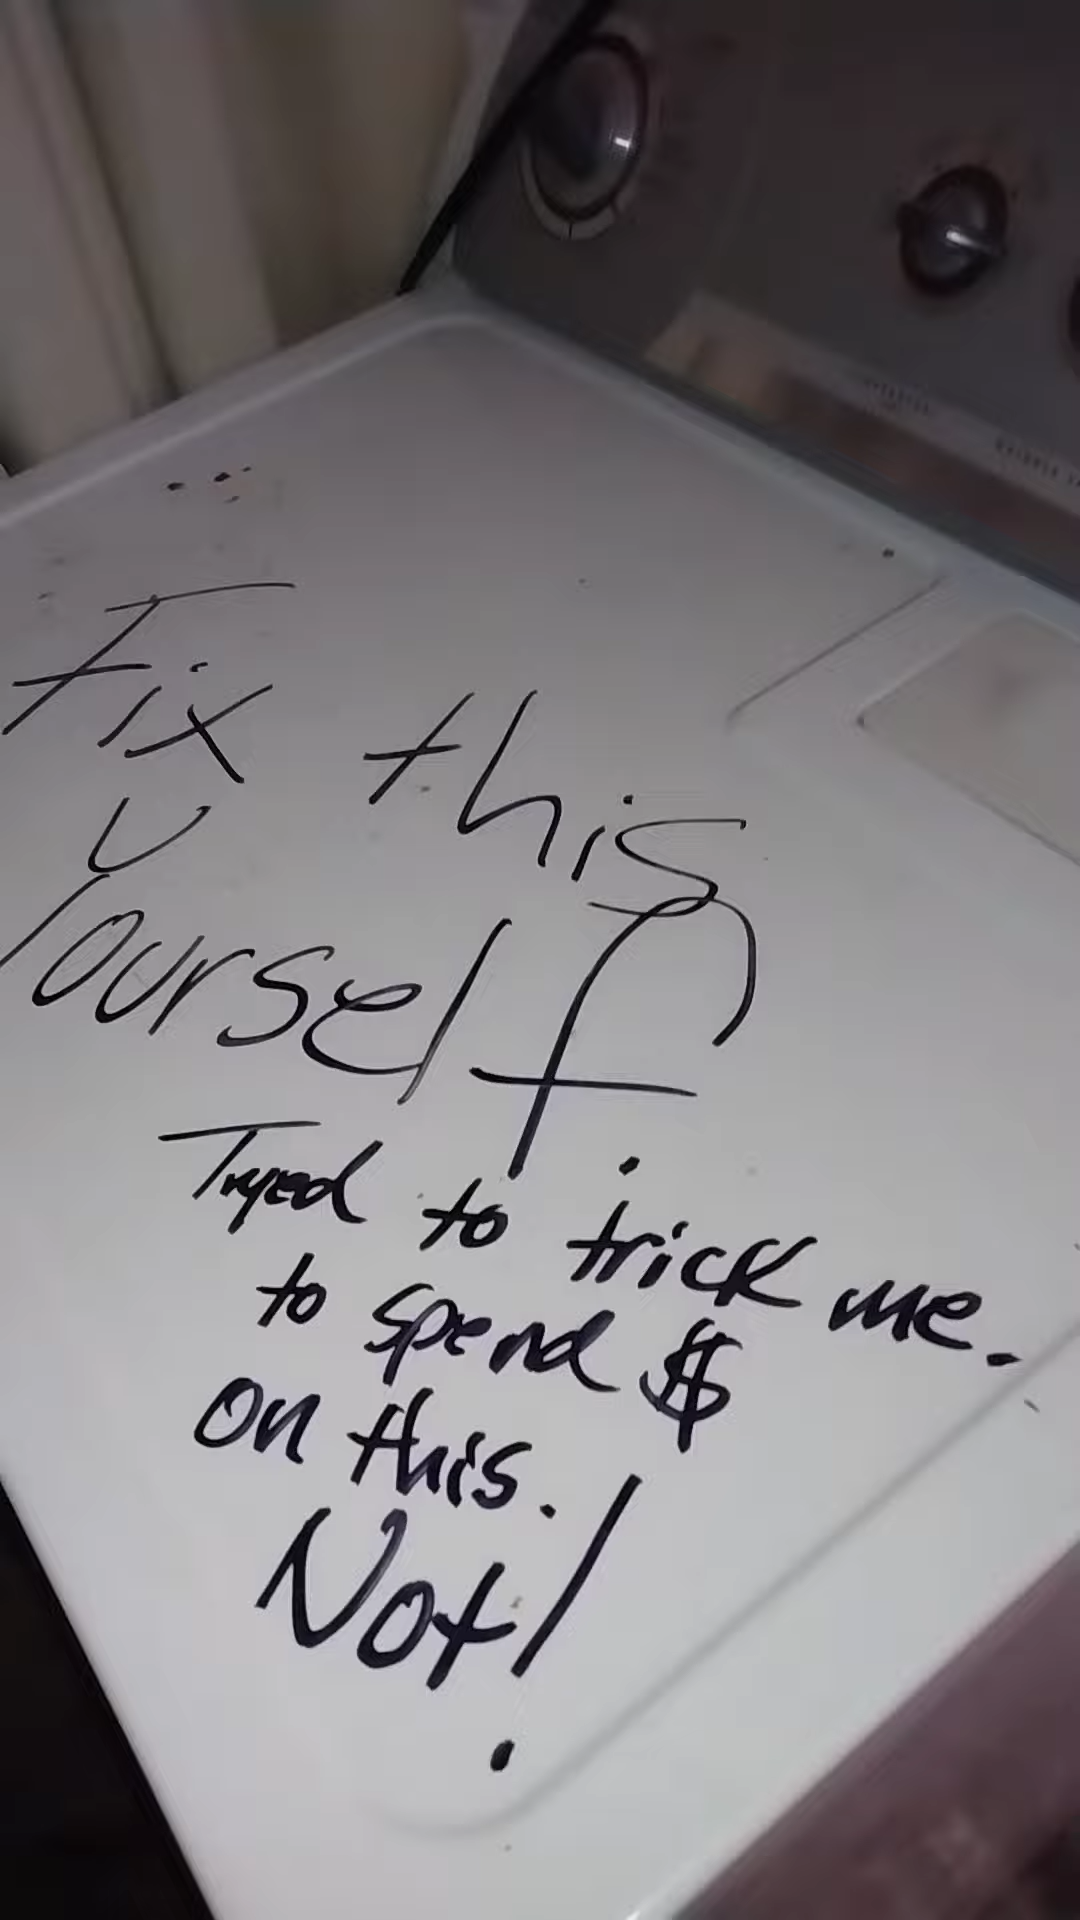 Fix this
Yourself.
Tryed to trick me.
to spend $
on this.
Not!